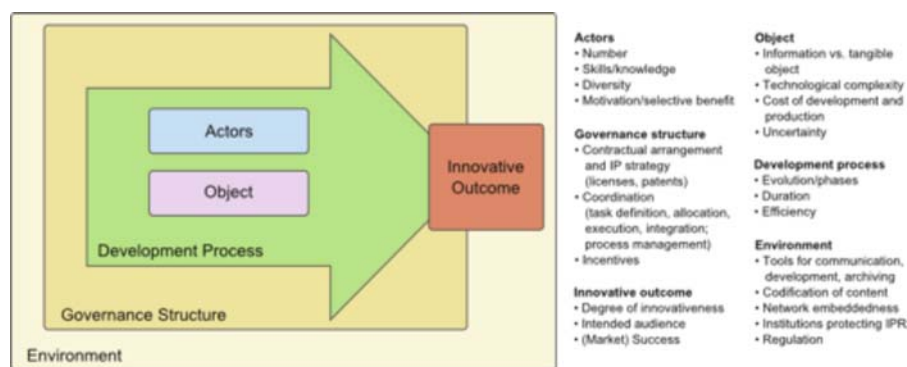 Actors
Object
Innovative
Outcome
Development Process
Governance Structure
Environment
Actors
• Number
• Skills/knowledge
• Diversity
• Motivation/selective benefit
Governance structure
• Contractual arrangement
and IP strategy
(licenses, patents)
• Coordination
(task definition, allocation,
execution, integration;
process management)
• Incentives
Innovative outcome
• Degree of innovativeness
• Intended audience
• (Market) Success
Object
• Information vs. tangible
object
• Technological complexity
• Cost of development and
production
• Uncertainty
Development process
• Evolution/phases
• Duration
• Efficiency
Environment
• Tools for communication,
development, archiving
• Codification of content
• Network embeddedness
• Institutions protecting IPR
• Regulation